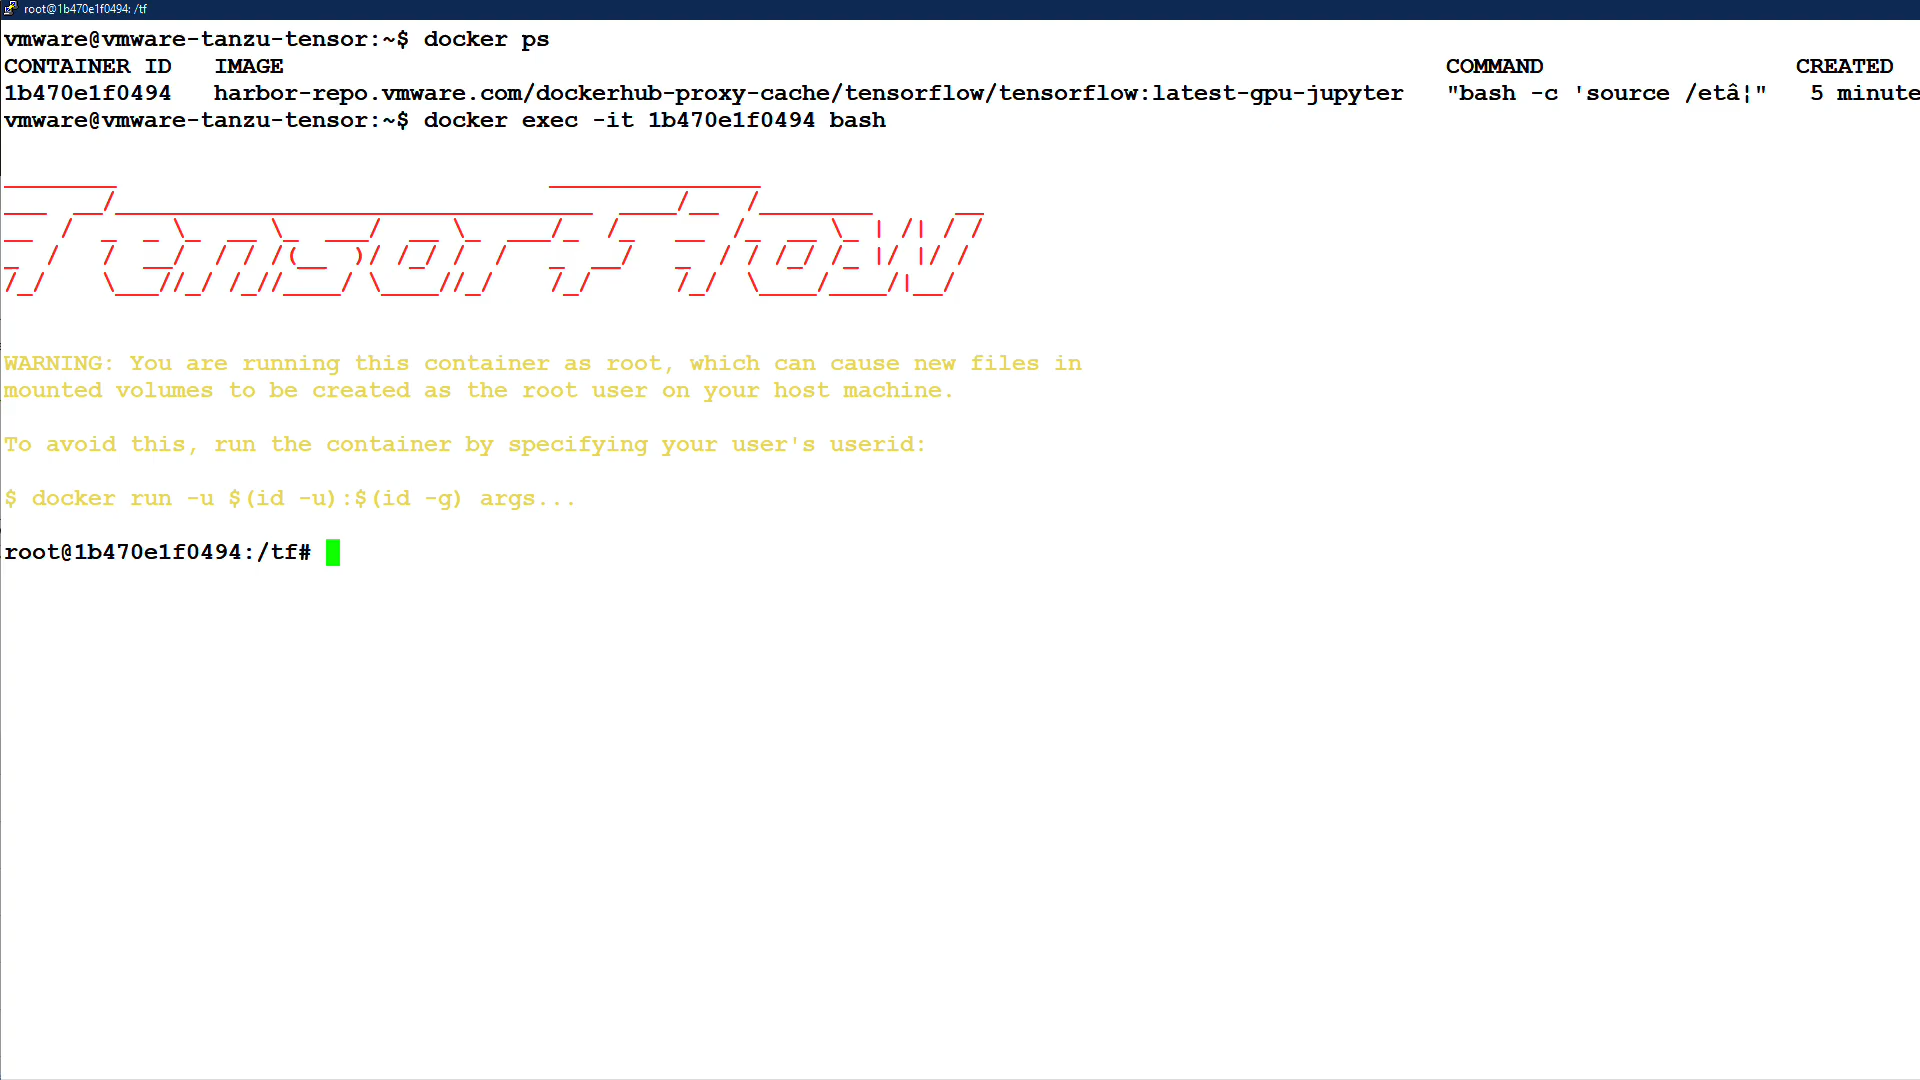 root@1b470e1f0494: /tf
vmware@vmware-tanzu-tensor:~$ docker ps
CONTAINER ID   IMAGE   COMMAND   CREATED
1b470e1f0494   harbor-repo.vmware.com/dockerhub-proxy-cache/tensorflow/tensorflow:latest-gpu-jupyter   "bash -c 'source /etâ¦"   5 minute
vmware@vmware-tanzu-tensor:~$ docker exec -it 1b470e1f0494 bash
TensorFlow
WARNING: You are running this container as root, which can cause new files in
mounted volumes to be created as the root user on your host machine.
To avoid this, run the container by specifying your user's userid:
$ docker run -u $(id -u):$(id -g) args...
root@1b470e1f0494:/tf#